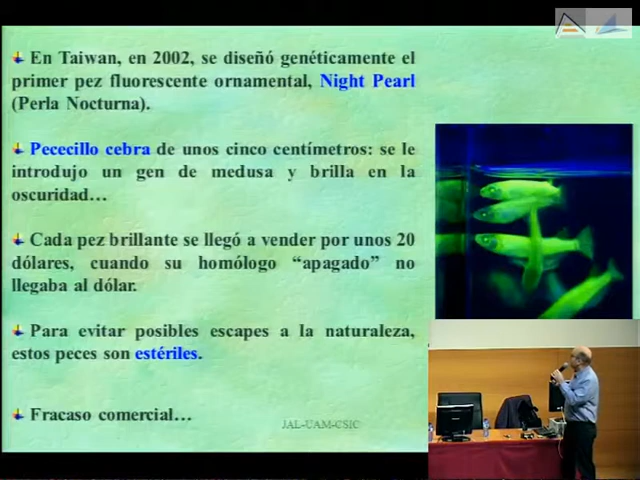 En Taiwan, en 2002, se diseñó genéticamente el
primer pez fluorescente ornamental, Night Pearl
(Perla Nocturna).
Pececillo cebra de unos cinco centímetros: se le
introdujo un gen de medusa y brilla en la
oscuridad…
Cada pez brillante se llegó a vender por unos 20
dólares, cuando su homólogo “apagado” no
llegaba al dólar.
Para evitar posibles escapes a la naturaleza,
estos peces son estériles.
Fracaso comercial…
JAL-UAM-CSIC